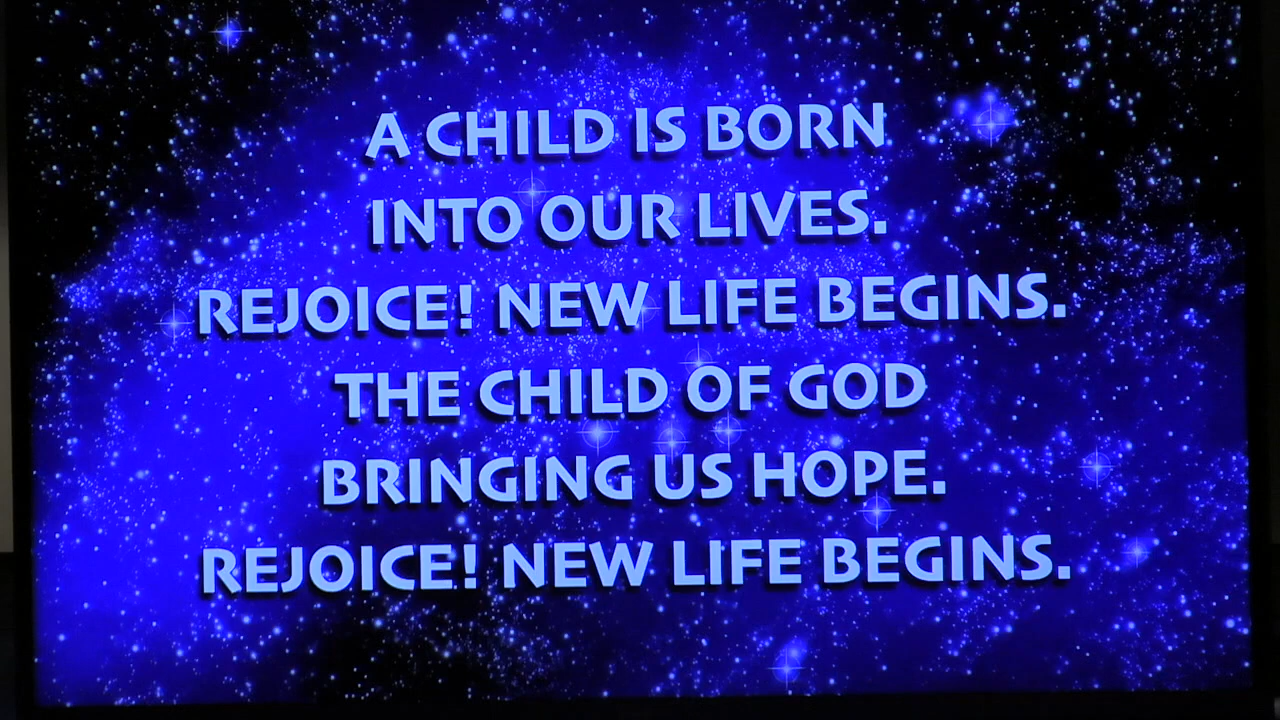 A CHILD IS BORN
INTO OUR LIVES.
REJOICE! NEW LIFE BEGINS.
THE CHILD OF GOD
BRINGING US HOPE.
REJOICE! NEW LIFE BEGINS.